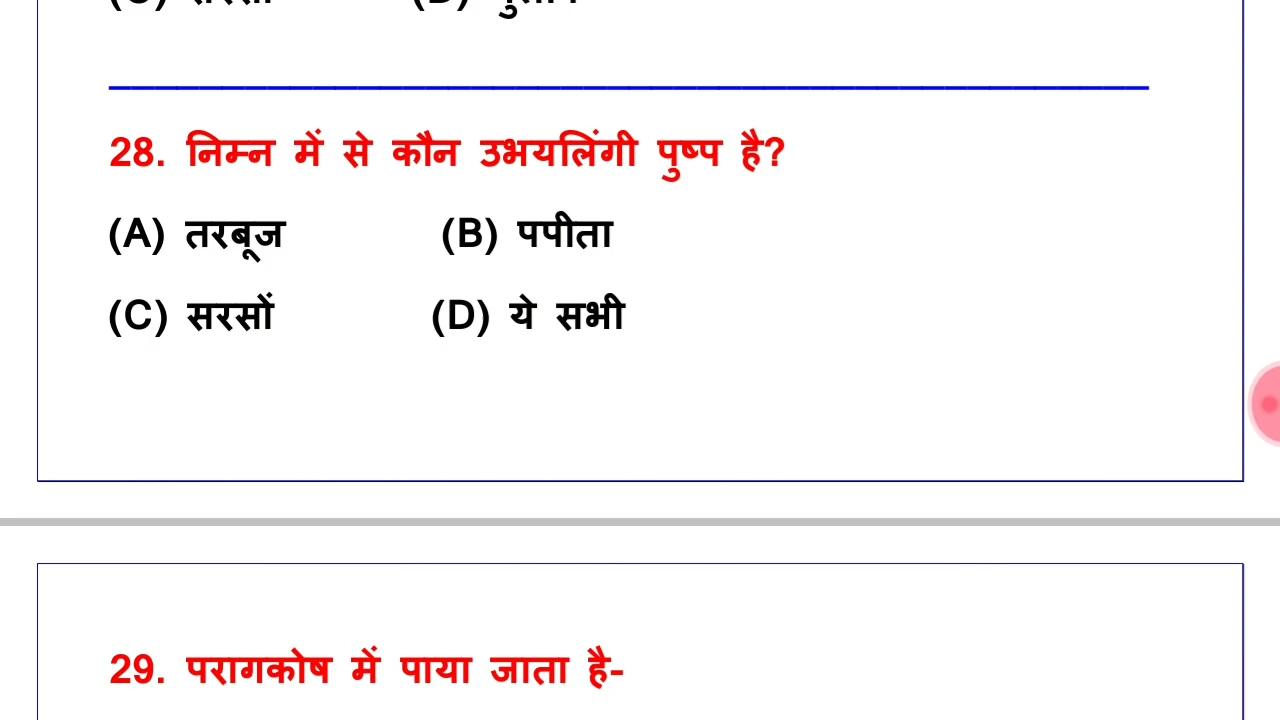 28. निम्न में से कौन उभयलिंगी पुष्प है?
(A) तरबूज (B) पपीता
(C) सरसों (D) ये सभी
29. परागकोष में पाया जाता है-